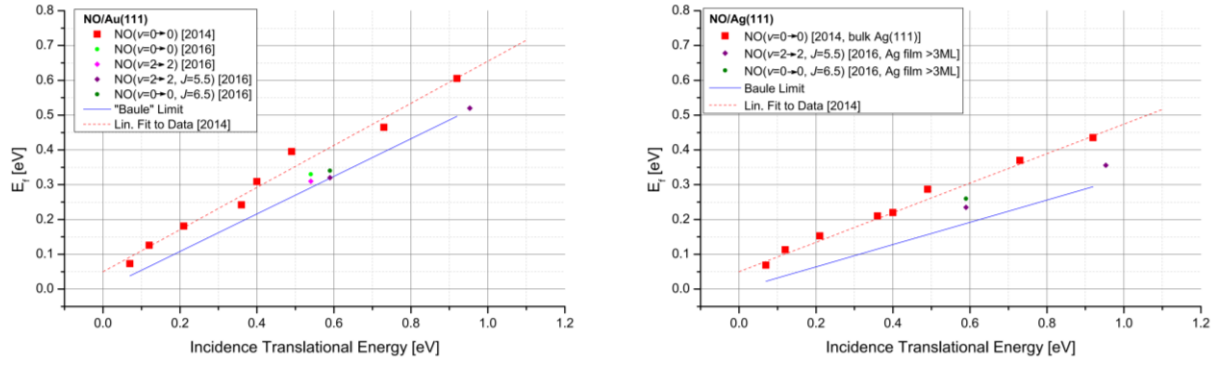 NO/Au(111)
NO(v=0→0) [2014]
NO(v=0→0) [2016]
NO(v=2→2) [2016]
NO(v=2→2, J=5.5) [2016]
NO(v=0→0, J=6.5) [2016]
"Baule" Limit
Lin. Fit to Data [2014]
0.8
0.7
0.6
0.5
0.4
0.3
0.2
0.1
0.0
Ef [eV]
0.0 0.2 0.4 0.6 0.8 1.0 1.2
Incidence Translational Energy [eV]
NO/Ag(111)
NO(v=0→0) [2014, bulk Ag(111)]
NO(v=2→2, J=5.5) [2016, Ag film >3ML]
NO(v=0→0, J=6.5) [2016, Ag film >3ML]
Baule Limit
Lin. Fit to Data [2014]
0.8
0.7
0.6
0.5
0.4
0.3
0.2
0.1
0.0
Ef [eV]
0.0 0.2 0.4 0.6 0.8 1.0 1.2
Incidence Translational Energy [eV]